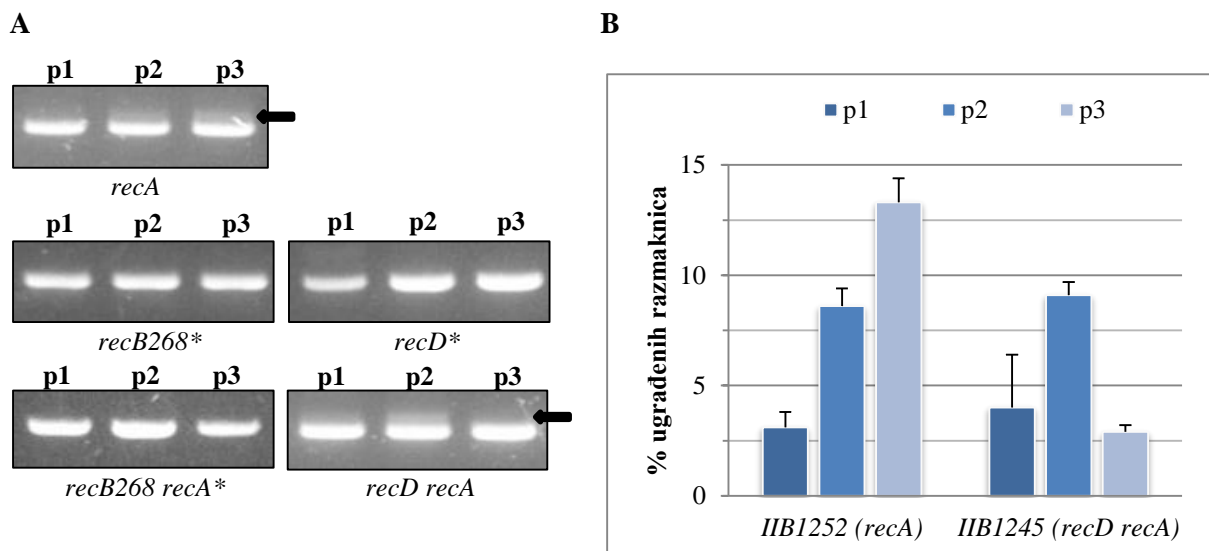 A
p1 p2 p3
recA
p1 p2 p3
recB268*
p1 p2 p3
recD*
p1 p2 p3
recB268 recA*
p1 p2 p3
recD recA
B
p1 p2 p3
% ugrađenih razmaknica
15
10
5
0
IIB1252 (recA)
IIB1245 (recD recA)